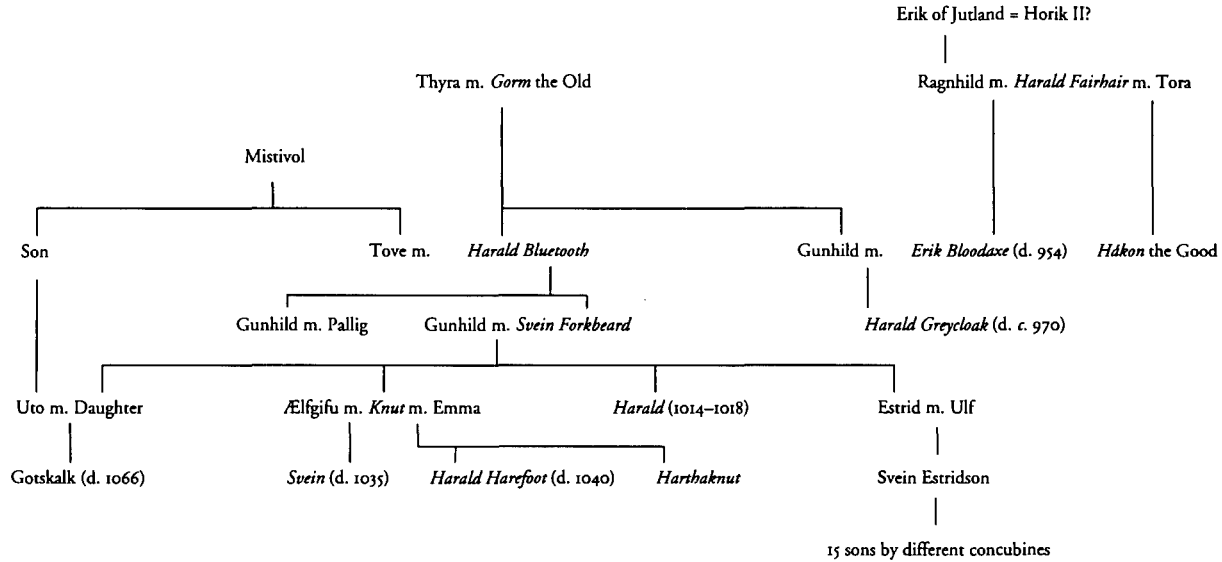 Erik of Jutland = Horik II?
Thyra m. Gorm the Old
Ragnhild m. Harald Fairhair m. Tora
Mistivol
Son
Tove m. Harald Bluetooth
Gunhild m. Erik Bloodaxe (d. 954)
Hákon the Good
Gunhild m. Pallig
Gunhild m. Svein Forkbeard
Harald Greycloak (d. c. 970)
Uto m. Daughter
Ælfgifu m. Knut m. Emma
Harald (1014–1018)
Estrid m. Ulf
Gotskalk (d. 1066)
Svein (d. 1035)
Harald Harefoot (d. 1040)
Harthaknut
Svein Estridson
15 sons by different concubines